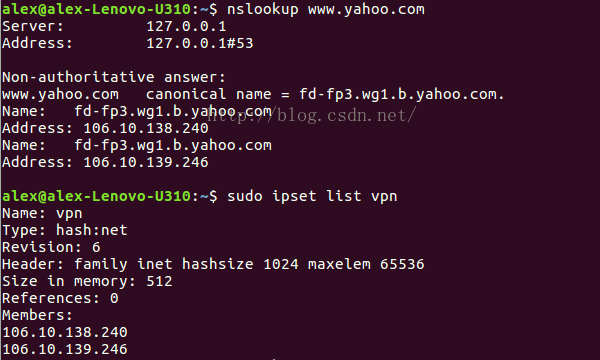 alex@alex-Lenovo-U310:~$ nslookup www.yahoo.com
Server:         127.0.0.1
Address:        127.0.0.1#53
Non-authoritative answer:
www.yahoo.com   canonical name = fd-fp3.wg1.b.yahoo.com.
Name:   fd-fp3.wg1.b.yahoo.com
http://blog.csdn.net/
Address: 106.10.138.240
Name:   fd-fp3.wg1.b.yahoo.com
Address: 106.10.139.246
alex@alex-Lenovo-U310:~$ sudo ipset list vpn
Name: vpn
Type: hash:net
Revision: 6
Header: family inet hashsize 1024 maxelem 65536
Size in memory: 512
References: 0
Members:
106.10.138.240
106.10.139.246